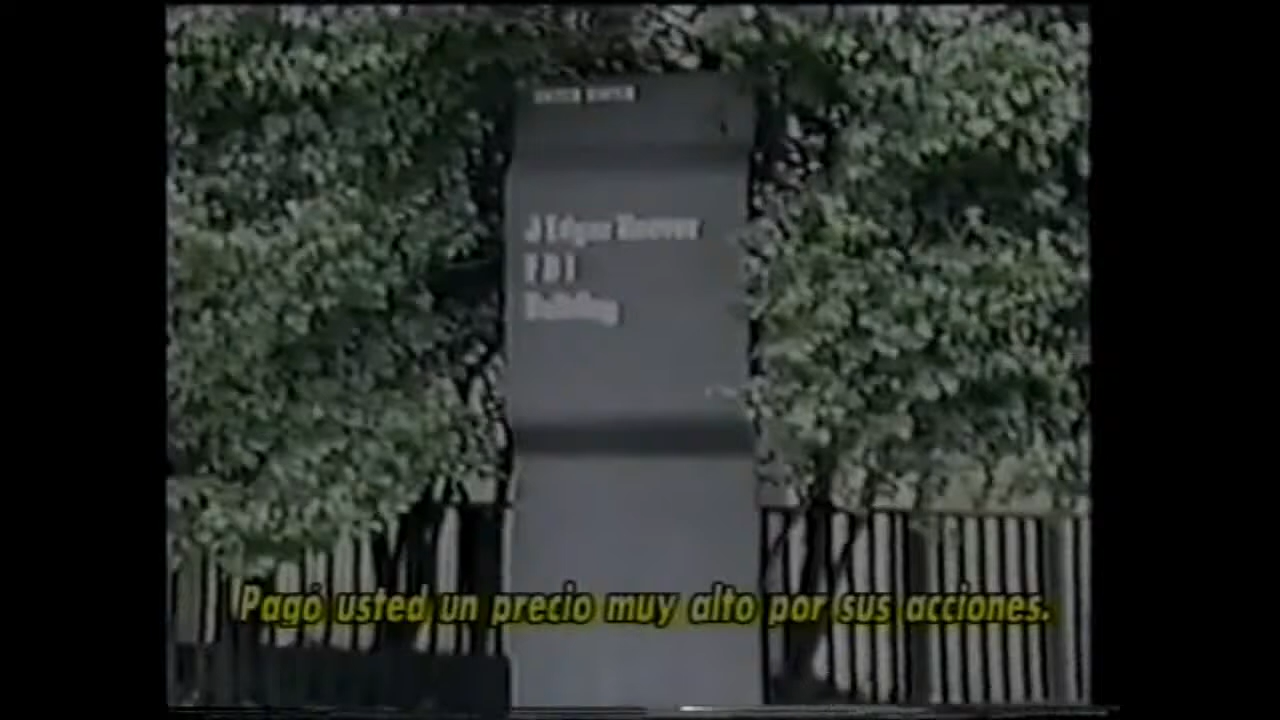 J Edgar Hoover
F B I
Building
Pagó usted un precio muy alto por sus acciones.